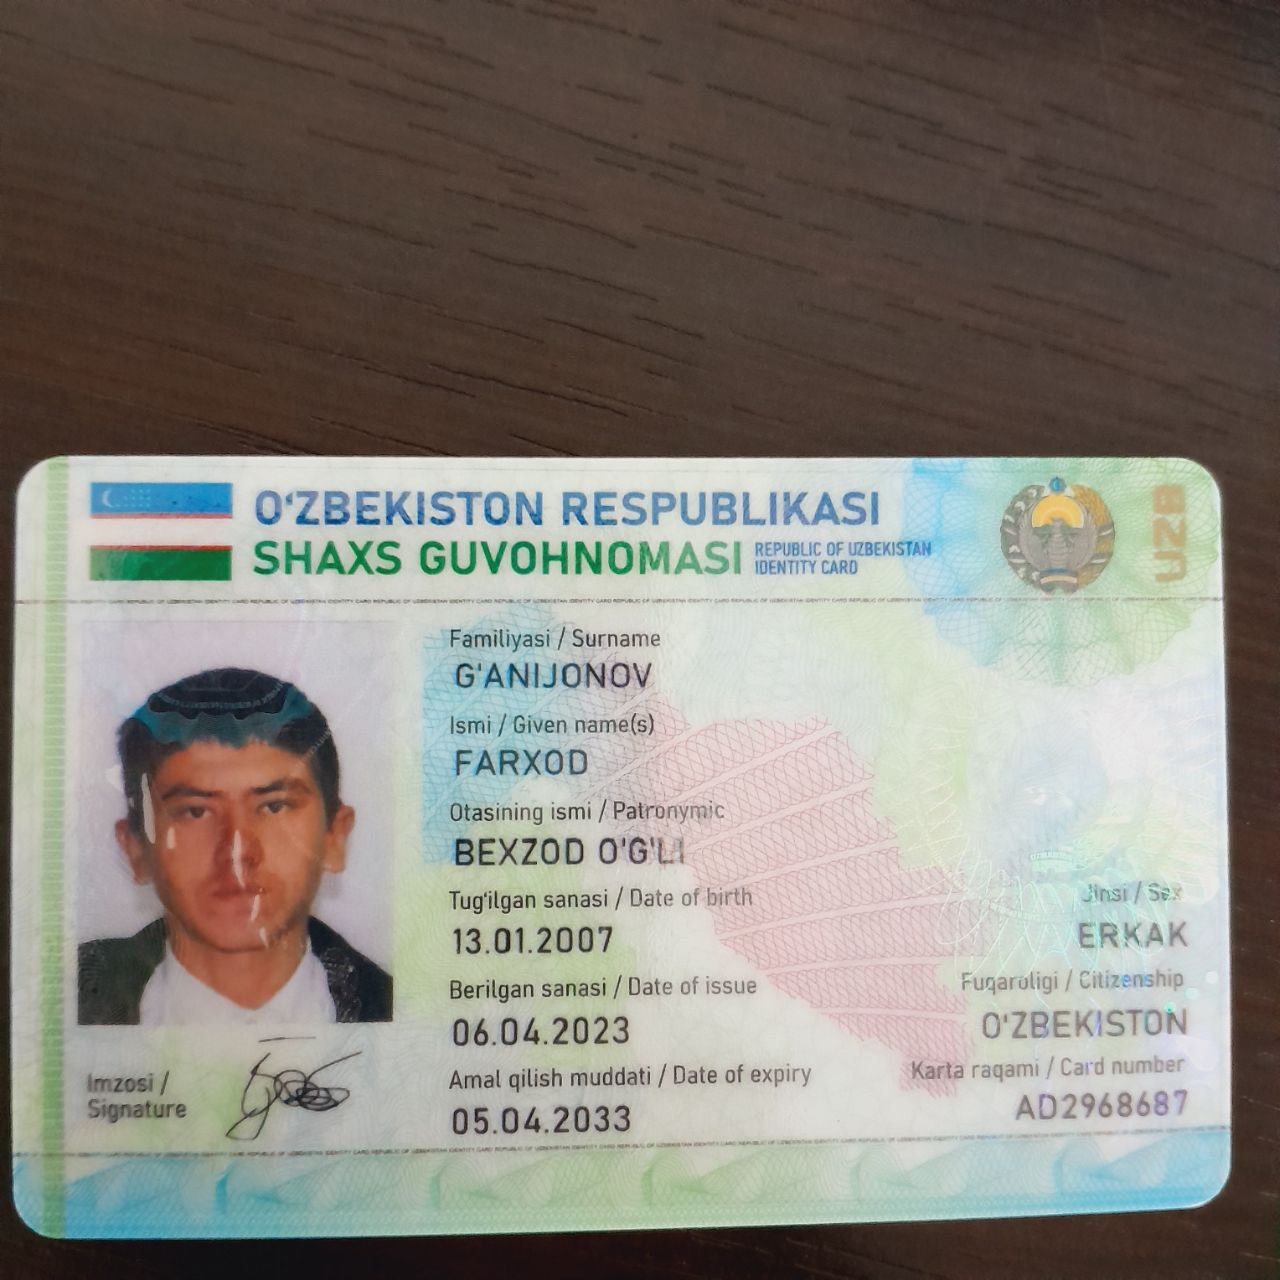 O‘ZBEKISTON RESPUBLIKASI
SHAXS GUVOHNOMASI
REPUBLIC OF UZBEKISTAN
IDENTITY CARD
UZB
Familiyasi / Surname
G'ANIJONOV
Ismi / Given name(s)
FARXOD
Otasining ismi / Patronymic
BEXZOD O'G'LI
Tug‘ilgan sanasi / Date of birth
13.01.2007
Jinsi / Sex
ERKAK
Berilgan sanasi / Date of issue
06.04.2023
Fuqaroligi / Citizenship
O‘ZBEKISTON
Amal qilish muddati / Date of expiry
05.04.2033
Karta raqami / Card number
AD2968687
Imzosi /
Signature